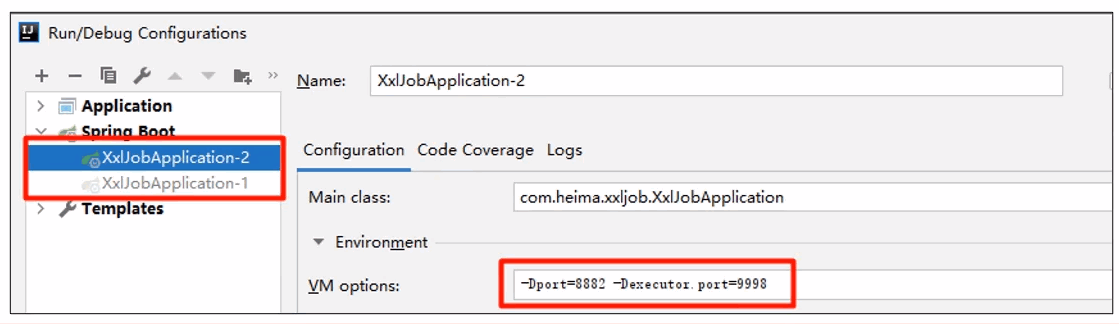 Run/Debug Configurations
Name: XxlJobApplication-2
Application
Spring Boot
XxlJobApplication-2
XxlJobApplication-1
Templates
Configuration Code Coverage Logs
Main class: com.heima.xxljob.XxlJobApplication
Environment
VM options: -Dport=8882 -Dexecutor.port=9998